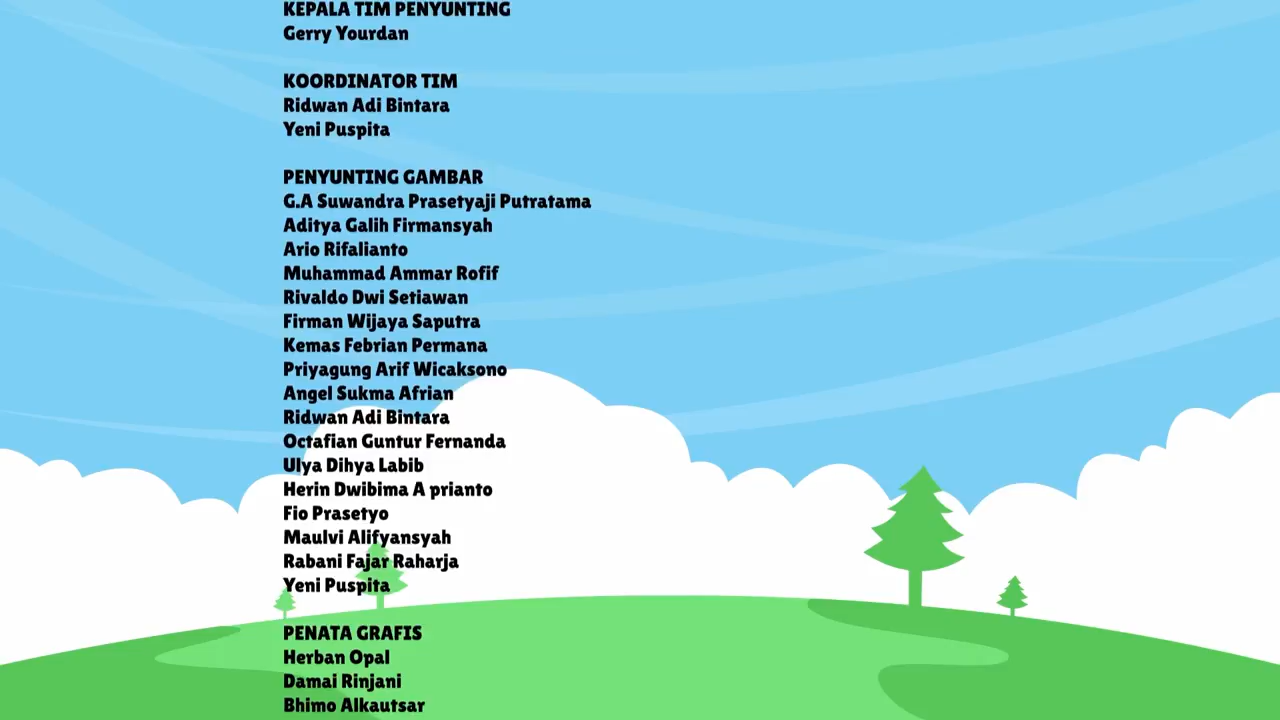 KEPALA TIM PENYUNTING
Gerry Yourdan
KOORDINATOR TIM
Ridwan Adi Bintara
Yeni Puspita
PENYUNTING GAMBAR
G.A Suwandra Prasetyaji Putratama
Aditya Galih Firmansyah
Ario Rifalianto
Muhammad Ammar Rofif
Rivaldo Dwi Setiawan
Firman Wijaya Saputra
Kemas Febrian Permana
Priyagung Arif Wicaksono
Angel Sukma Afrian
Ridwan Adi Bintara
Octafian Guntur Fernanda
Ulya Dihya Labib
Herin Dwibima A prianto
Fio Prasetyo
Maulvi Alifyansyah
Rabani Fajar Raharja
Yeni Puspita
PENATA GRAFIS
Herban Opal
Damai Rinjani
Bhimo Alkautsar